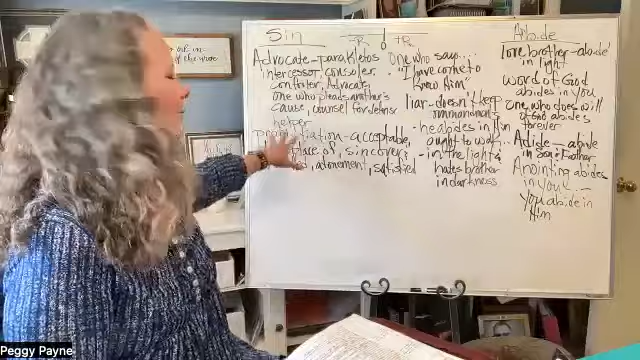 Sin
Advocate-parakletos
intercessor, consoler
comforter, Advocate
one who pleads another's
cause, counsel for defense
helper
propitiation-acceptable,
place of, sin cover,
atonement, satisfied
One who says...
"I have come to
know Him"
liar-doesn't keep
commandments
- he abides in Him
ought to walk...
- in the light &
hates brother
in darkness
Abide
love brother-abide
in light
word of God
abides in you
one who does will
of God abides
forever
Abide-abide
in Son & Father
Anointing abides
in you...
You abide in
Him
Peggy Payne